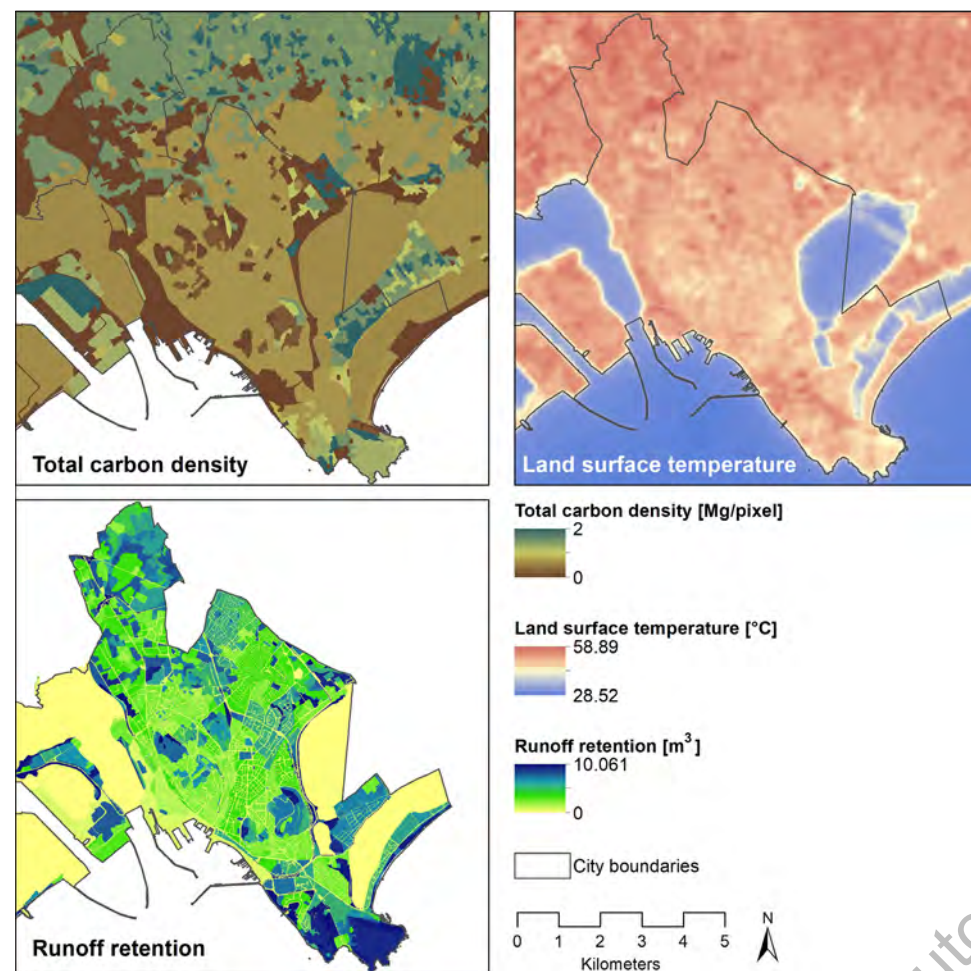 Total carbon density
Land surface temperature
Runoff retention
Total carbon density [Mg/pixel]
2
0
Land surface temperature [°C]
58.89
28.52
Runoff retention [m³]
10.061
0
City boundaries
0 1 2 3 4 5
Kilometers
N